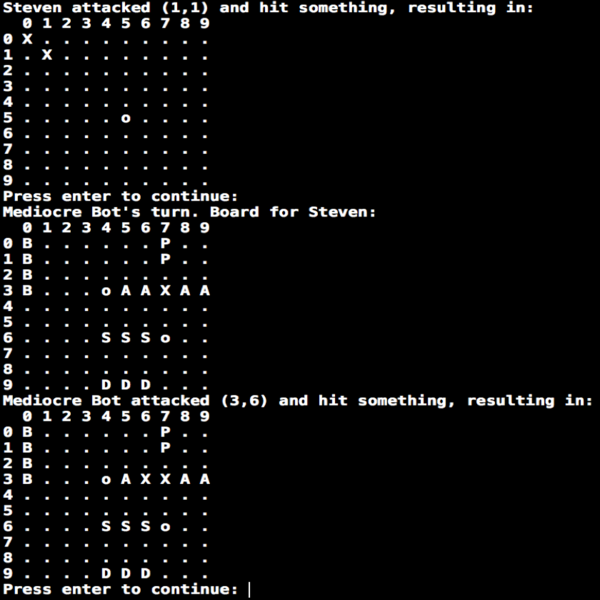 Steven attacked (1,1) and hit something, resulting in:
  0 1 2 3 4 5 6 7 8 9
0 X . . . . . . . . .
1 . X . . . . . . . .
2 . . . . . . . . . .
3 . . . . . . . . . .
4 . . . . . . . . . .
5 . . . . . o . . . .
6 . . . . . . . . . .
7 . . . . . . . . . .
8 . . . . . . . . . .
9 . . . . . . . . . .
Press enter to continue:
Mediocre Bot's turn. Board for Steven:
  0 1 2 3 4 5 6 7 8 9
0 B . . . . . . P . .
1 B . . . . . . P . .
2 B . . . . . . . . .
3 B . . . o A A X A A
4 . . . . . . . . . .
5 . . . . . . . . . .
6 . . . . S S S o . .
7 . . . . . . . . . .
8 . . . . . . . . . .
9 . . . . D D D . . .
Mediocre Bot attacked (3,6) and hit something, resulting in:
  0 1 2 3 4 5 6 7 8 9
0 B . . . . . . P . .
1 B . . . . . . P . .
2 B . . . . . . . . .
3 B . . . o A X X A A
4 . . . . . . . . . .
5 . . . . . . . . . .
6 . . . . S S S o . .
7 . . . . . . . . . .
8 . . . . . . . . . .
9 . . . . D D D . . .
Press enter to continue: